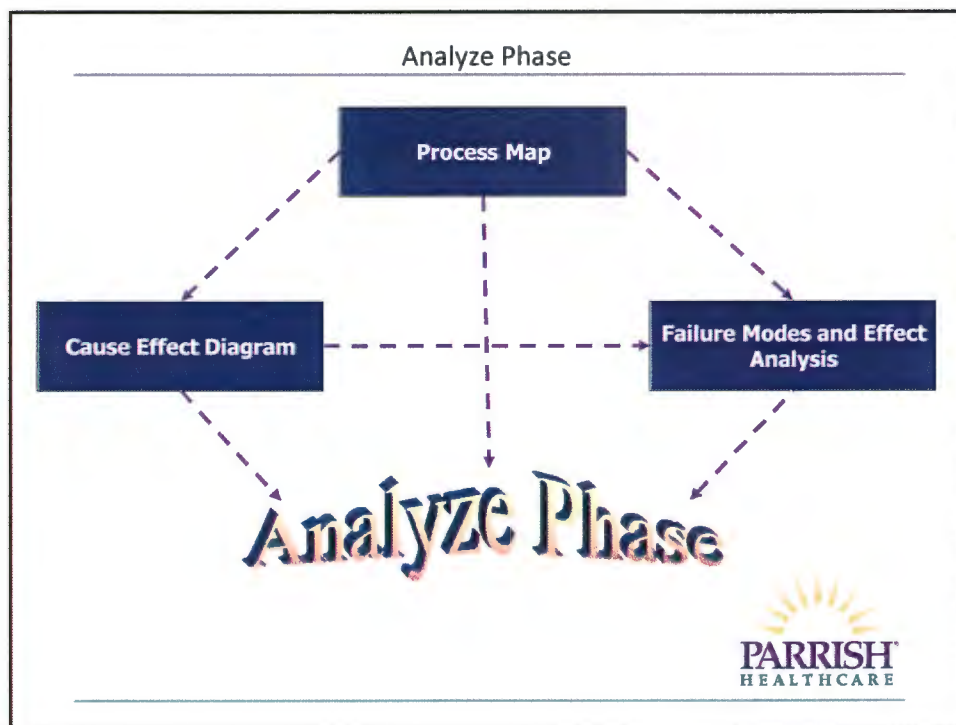 Analyze Phase
Process Map
Cause Effect Diagram
Failure Modes and Effect
Analysis
Analyze Phase
PARRISH
HEALTHCARE